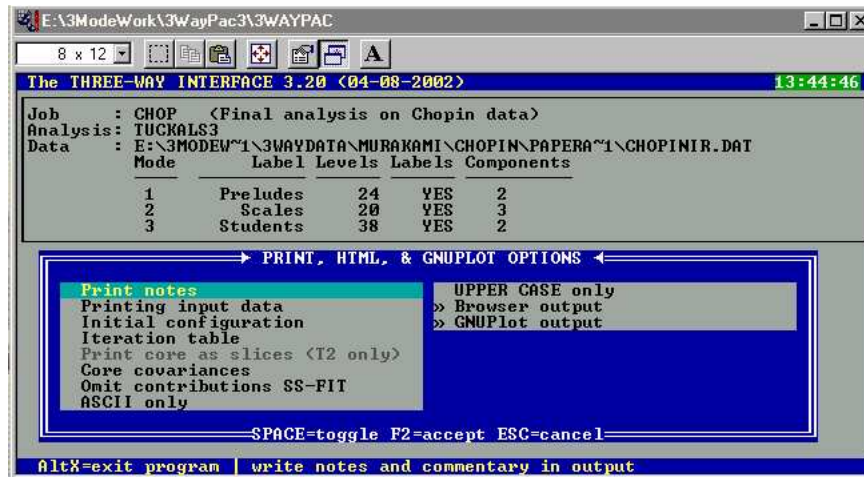 E:\3ModeWork\3WayPac3\3WAYPAC
8 x 12 A
The THREE-WAY INTERFACE 3.20 (04-08-2002) 13:44:46
Job : CHOP (Final analysis on Chopin data)
Analysis: TUCKALS3
Data : E:\3MODEW~1\3WAYDATA\MURAKAMI\CHOPIN\PAPERA~1\CHOPINIR.DAT
Mode Label Levels Labels Components
1 Preludes 24 YES 2
2 Scales 20 YES 3
3 Students 38 YES 2
PRINT, HTML, & GNUPLOT OPTIONS
Print notes
Printing input data
Initial configuration
Iteration table
Print core as slices (T2 only)
Core covariances
Omit contributions SS-FIT
ASCII only
UPPER CASE only
» Browser output
» GNUPlot output
SPACE=toggle F2=accept ESC=cancel
AltX=exit program | write notes and commentary in output